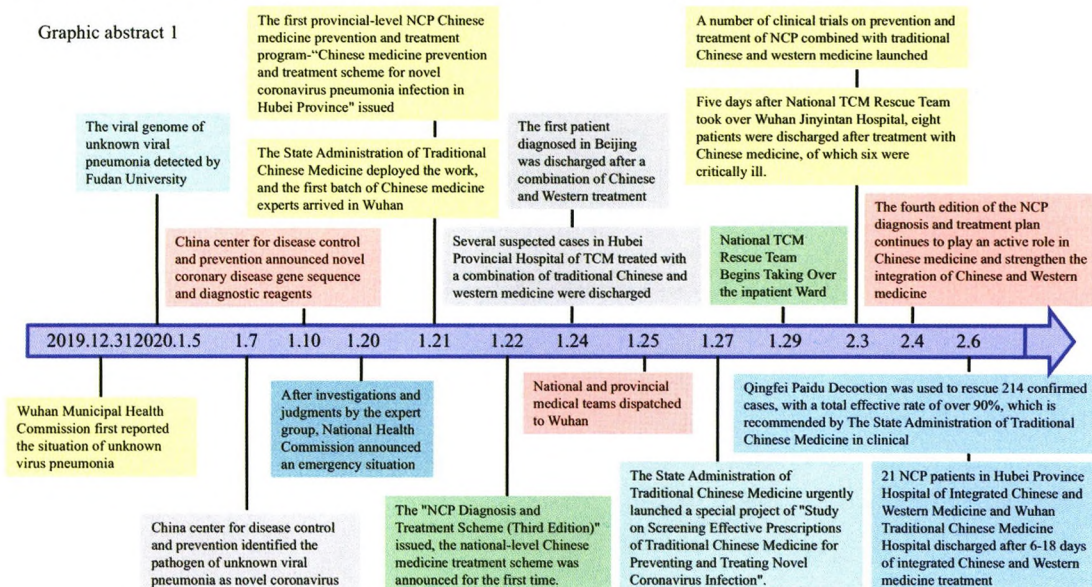 Graphic abstract 1
The first provincial-level NCP Chinese
medicine prevention and treatment
program-“Chinese medicine prevention
and treatment scheme for novel
coronavirus pneumonia infection in
Hubei Province" issued
A number of clinical trials on prevention and
treatment of NCP combined with traditional
Chinese and western medicine launched
The viral genome of
unknown viral
pneumonia detected by
Fudan University
The State Administration of Traditional
Chinese Medicine deployed the work,
and the first batch of Chinese medicine
experts arrived in Wuhan
The first patient
diagnosed in Beijing
was discharged after a
combination of Chinese
and Western treatment
Five days after National TCM Rescue Team
took over Wuhan Jinyintan Hospital, eight
patients were discharged after treatment with
Chinese medicine, of which six were
critically ill.
China center for disease control
and prevention announced novel
coronary disease gene sequence
and diagnostic reagents
Several suspected cases in Hubei
Provincial Hospital of TCM treated with
a combination of traditional Chinese and
western medicine were discharged
National TCM
Rescue Team
Begins Taking Over
the inpatient Ward
The fourth edition of the NCP
diagnosis and treatment plan
continues to play an active role in
Chinese medicine and strengthen the
integration of Chinese and Western
medicine
2019.12.31 2020.1.5 1.7 1.10 1.20 1.21 1.22 1.24 1.25 1.27 1.29 2.3 2.4 2.6
Wuhan Municipal Health
Commission first reported
the situation of unknown
virus pneumonia
After investigations and
judgments by the expert
group, National Health
Commission announced
an emergency situation
National and provincial
medical teams dispatched
to Wuhan
Qingfei Paidu Decoction was used to rescue 214 confirmed
cases, with a total effective rate of over 90%, which is
recommended by The State Administration of Traditional
Chinese Medicine in clinical
China center for disease control
and prevention identified the
pathogen of unknown viral
pneumonia as novel coronavirus
The "NCP Diagnosis and
Treatment Scheme (Third Edition)"
issued, the national-level Chinese
medicine treatment scheme was
announced for the first time.
The State Administration of
Traditional Chinese Medicine urgently
launched a special project of "Study
on Screening Effective Prescriptions
of Traditional Chinese Medicine for
Preventing and Treating Novel
Coronavirus Infection".
21 NCP patients in Hubei Province
Hospital of Integrated Chinese and
Western Medicine and Wuhan
Traditional Chinese Medicine
Hospital discharged after 6-18 days
of integrated Chinese and Western
medicine treatment